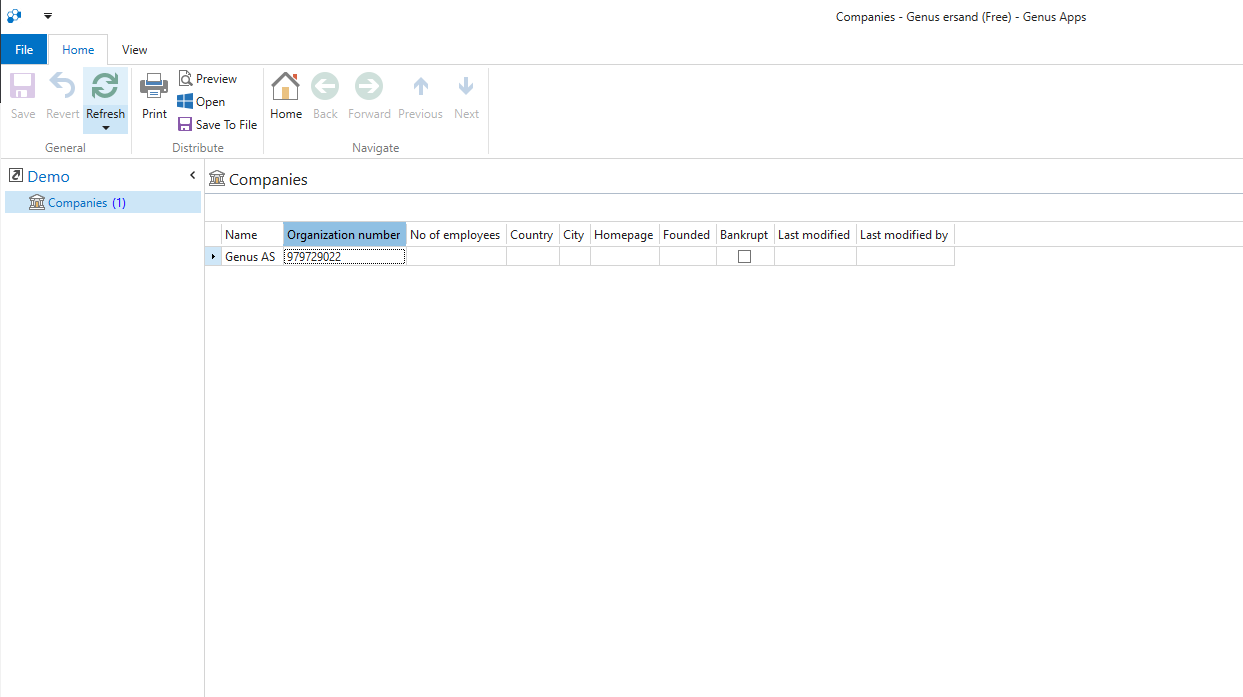 Companies - Genus ersand (Free) - Genus Apps
File Home View
Save Revert Refresh Print Preview Open Save To File Home Back Forward Previous Next
General Distribute Navigate
Demo
Companies (1)
Companies
Name Organization number No of employees Country City Homepage Founded Bankrupt Last modified Last modified by
Genus AS 979729022